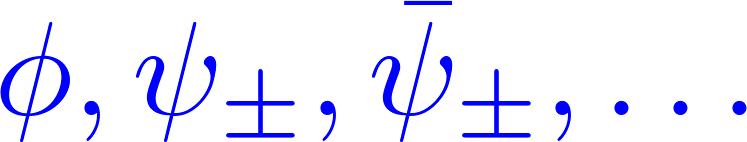 ϕ, ψ±, ψ̄±, . . .